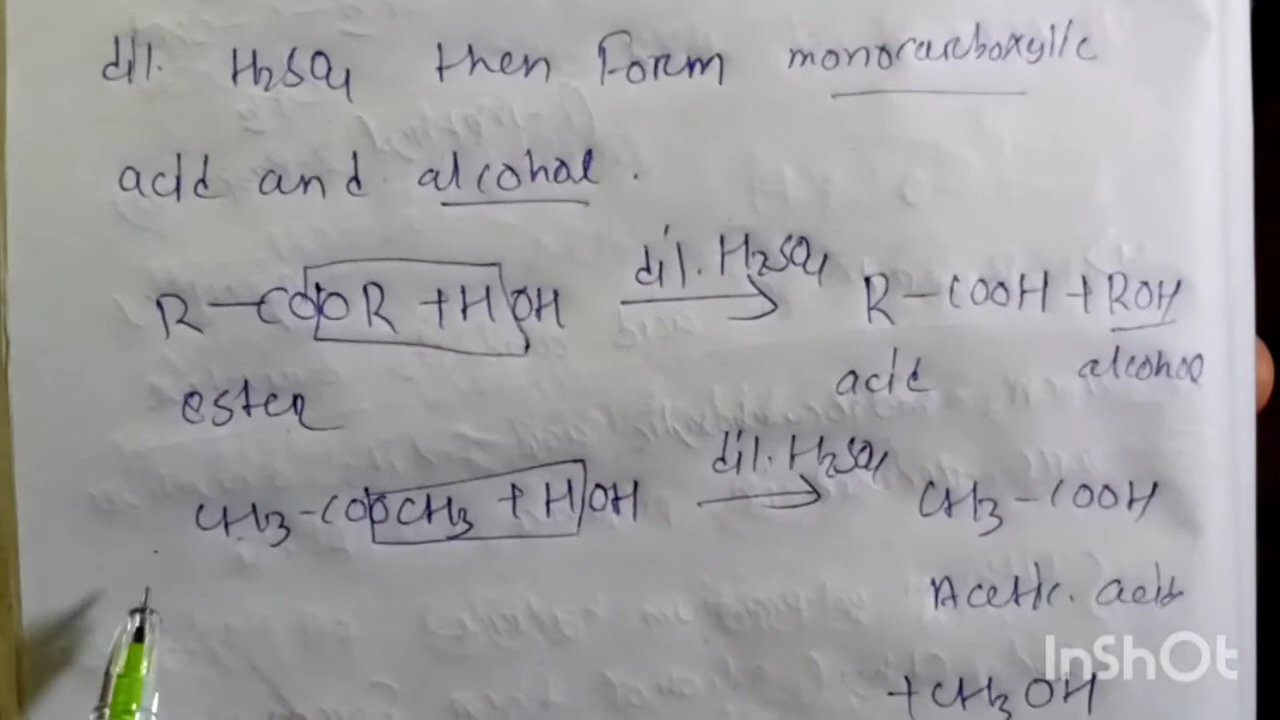 dil. H2SO4 then Form monocarboxylic
acid and alcohal.
R-COOR + HOH dil. H2SO4 → R-COOH + ROH
ester acid alcohol
CH3-COOCH3 + HOH dil. H2SO4 → CH3-COOH
Acetic. acid
+ CH3OH
InShOt